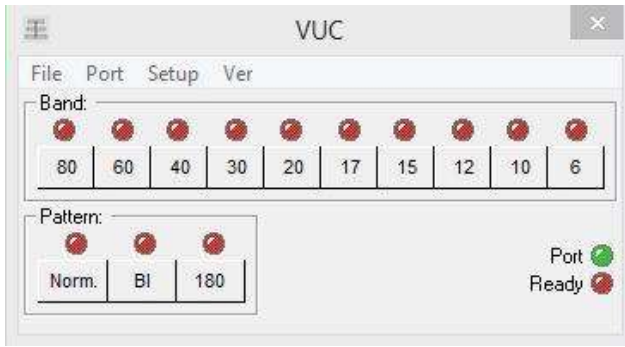 VUC
File Port Setup Ver
Band:
80 60 40 30 20 17 15 12 10 6
Pattern:
Norm. BI 180
Port
Ready